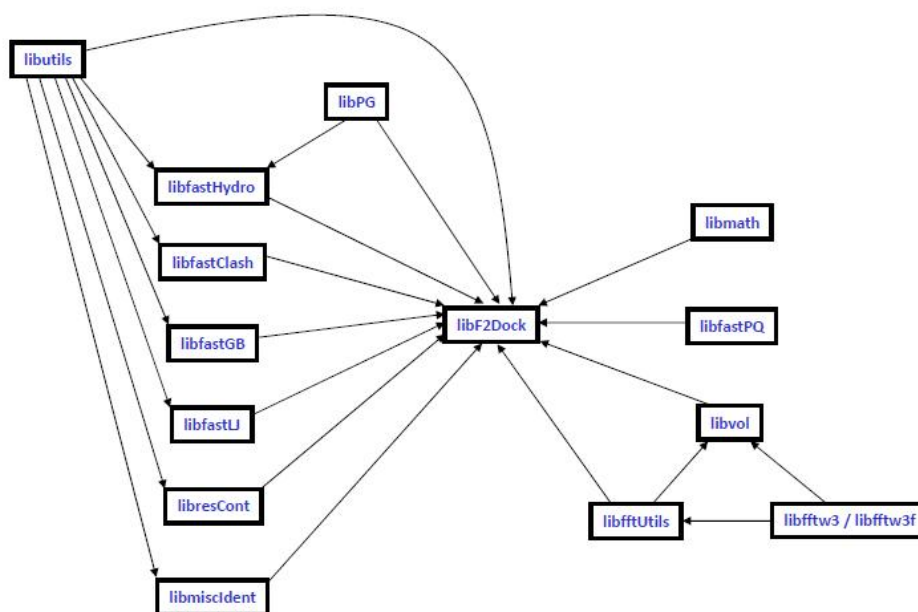 libutils
libPG
libfastHydro
libmath
libfastClash
libF2Dock
libfastPQ
libfastGB
libfastLJ
libvol
libresCont
libfftUtils
libfftw3 / libfftw3f
libmiscIdent